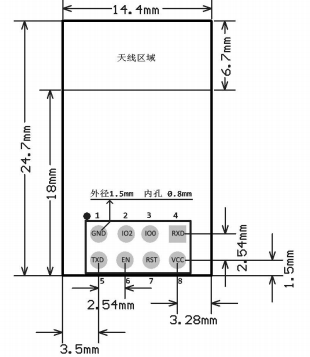 14.4mm
天线区域
6.7mm
24.7mm
18mm
外径1.5mm 内孔 0.8mm
1 2 3 4
GND IO2 IO0 RXD
TXD EN RST VCC
5 6 7 8
2.54mm
1.5mm
2.54mm
3.28mm
3.5mm